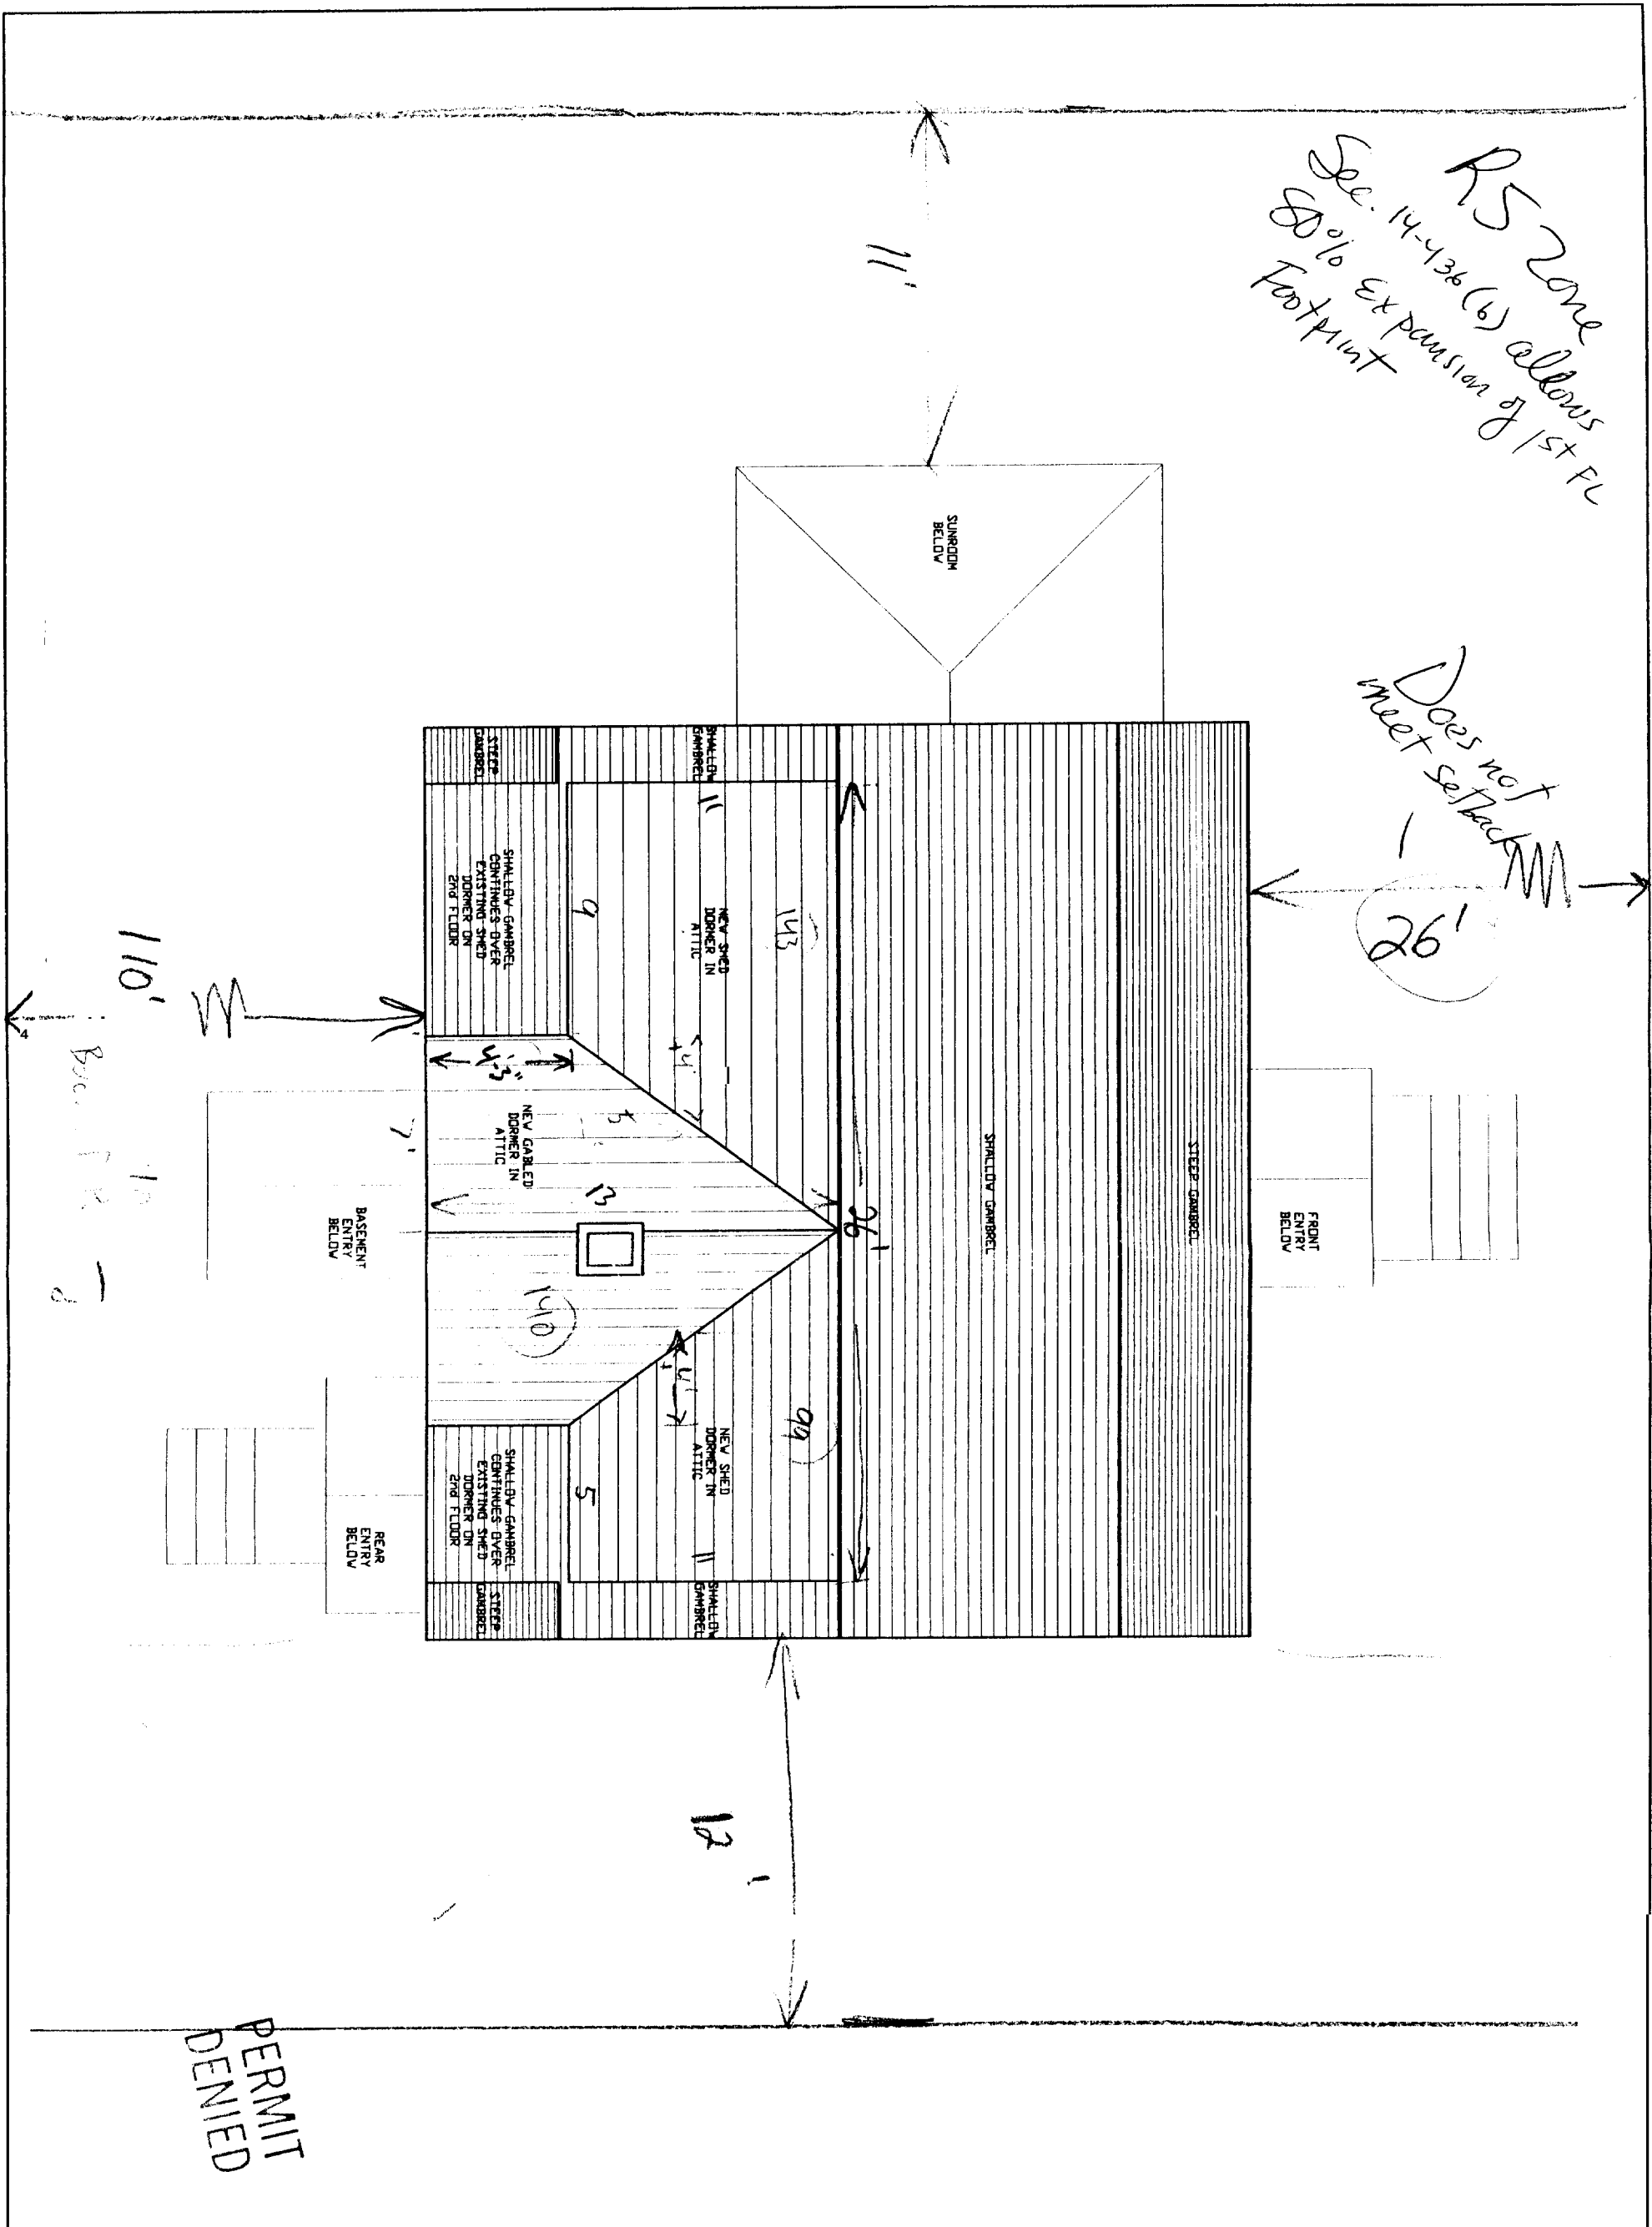 R5 Zone
Sec. 14-436 (b) allows
80% Expansion of 1st FL
Footprint
Does not
meet setback
26'
11'
FRONT
ENTRY
BELOW
SUNROOM
BELOW
STEEP GAMBREL
SHALLOW GAMBREL
26'
SHALLOW
GAMBREL
11
143
NEW SHED
DORMER IN
ATTIC
4'
9
STEEP
GAMBREL
SHALLOW GAMBREL
CONTINUES OVER
EXISTING SHED
DORMER ON
2nd FLOOR
4'-3"
5
NEW GABLED
DORMER IN
ATTIC
13
7'
140
99
NEW SHED
DORMER IN
ATTIC
4'
11
SHALLOW
GAMBREL
5
SHALLOW GAMBREL
CONTINUES OVER
EXISTING SHED
DORMER ON
2nd FLOOR
STEEP
GAMBREL
BASEMENT
ENTRY
BELOW
REAR
ENTRY
BELOW
110'
4
12'
PERMIT
DENIED